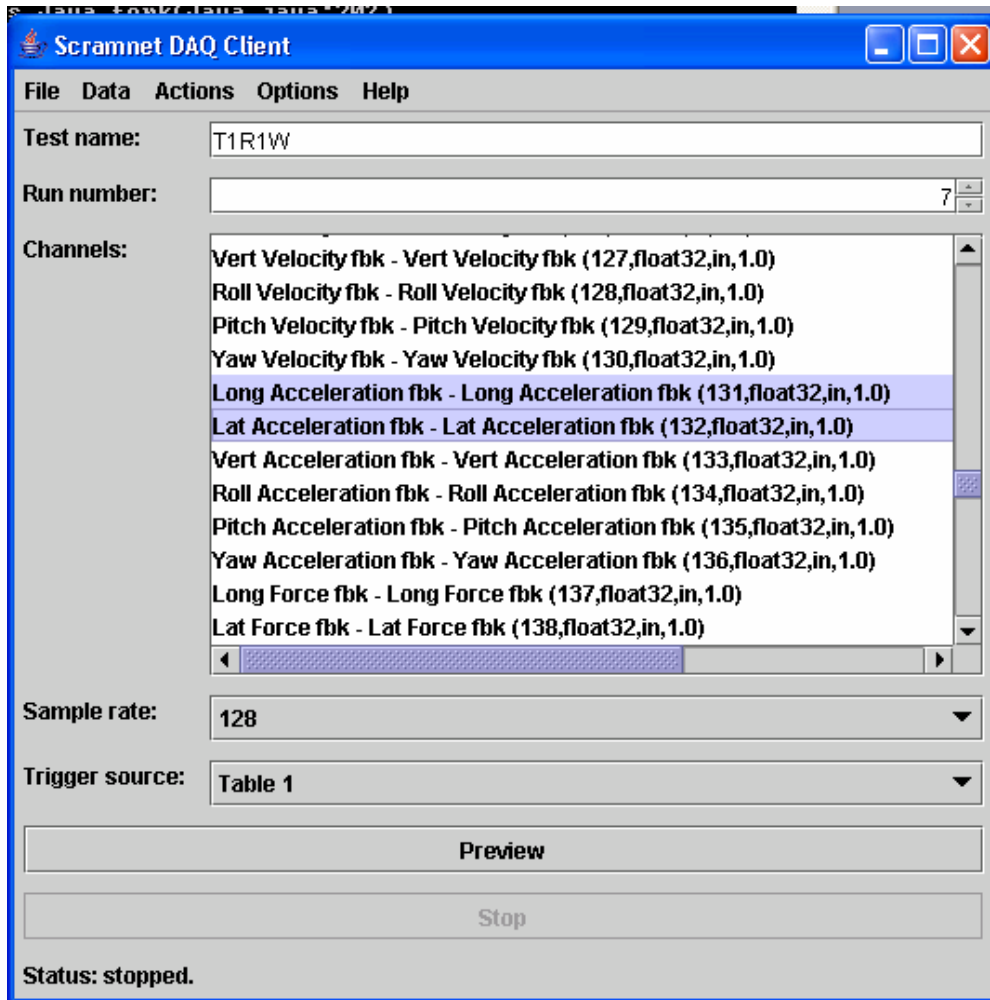 Scramnet DAQ Client
File Data Actions Options Help
Test name: T1R1W
Run number: 7
Channels:
Vert Velocity fbk - Vert Velocity fbk (127,float32,in,1.0)
Roll Velocity fbk - Roll Velocity fbk (128,float32,in,1.0)
Pitch Velocity fbk - Pitch Velocity fbk (129,float32,in,1.0)
Yaw Velocity fbk - Yaw Velocity fbk (130,float32,in,1.0)
Long Acceleration fbk - Long Acceleration fbk (131,float32,in,1.0)
Lat Acceleration fbk - Lat Acceleration fbk (132,float32,in,1.0)
Vert Acceleration fbk - Vert Acceleration fbk (133,float32,in,1.0)
Roll Acceleration fbk - Roll Acceleration fbk (134,float32,in,1.0)
Pitch Acceleration fbk - Pitch Acceleration fbk (135,float32,in,1.0)
Yaw Acceleration fbk - Yaw Acceleration fbk (136,float32,in,1.0)
Long Force fbk - Long Force fbk (137,float32,in,1.0)
Lat Force fbk - Lat Force fbk (138,float32,in,1.0)
Sample rate: 128
Trigger source: Table 1
Preview
Stop
Status: stopped.